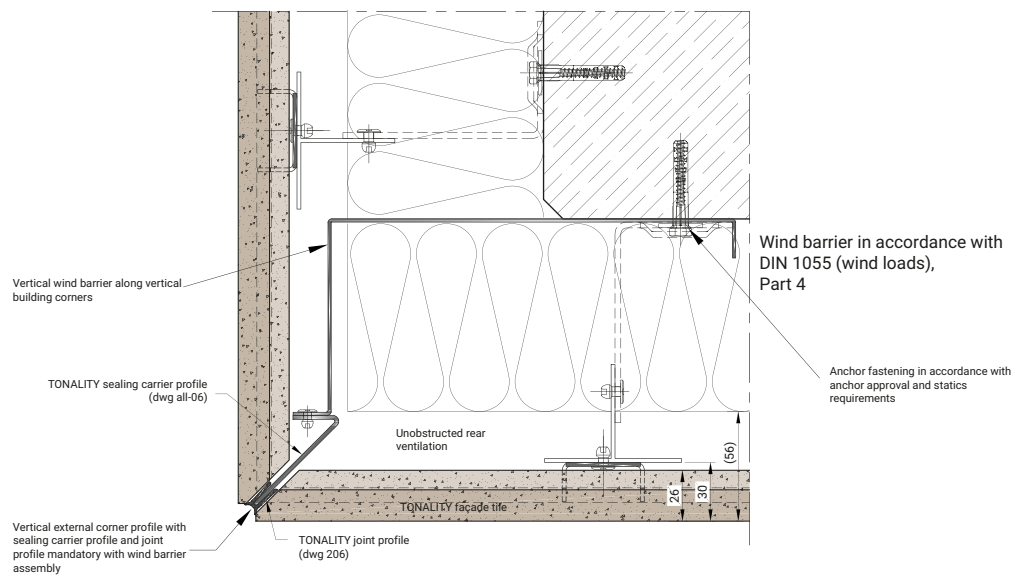 Wind barrier in accordance with
DIN 1055 (wind loads),
Part 4
Vertical wind barrier along vertical
building corners
TONALITY sealing carrier profile
(dwg all-06)
Anchor fastening in accordance with
anchor approval and statics
requirements
Unobstructed rear
ventilation
(56)
30
26
TONALITY façade tile
Vertical external corner profile with
sealing carrier profile and joint
profile mandatory with wind barrier
assembly
TONALITY joint profile
(dwg 206)